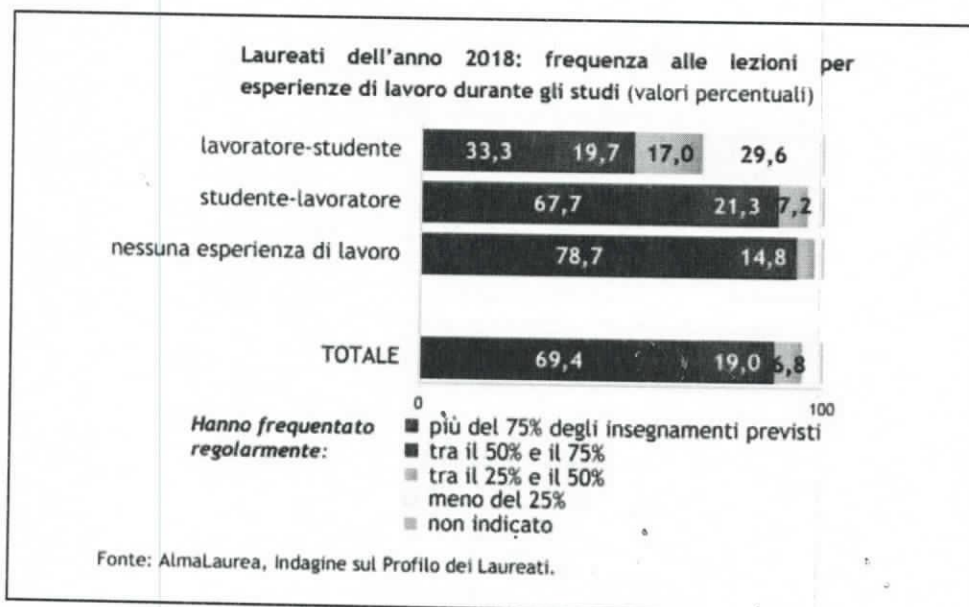 Laureati dell'anno 2018: frequenza alle lezioni per
esperienze di lavoro durante gli studi (valori percentuali)
lavoratore-studente 33,3 19,7 17,0 29,6
studente-lavoratore 67,7 21,3 7,2
nessuna esperienza di lavoro 78,7 14,8
TOTALE 69,4 19,0 6,8
0 100
Hanno frequentato
regolarmente:
più del 75% degli insegnamenti previsti
tra il 50% e il 75%
tra il 25% e il 50%
meno del 25%
non indicato
Fonte: AlmaLaurea, Indagine sul Profilo dei Laureati.